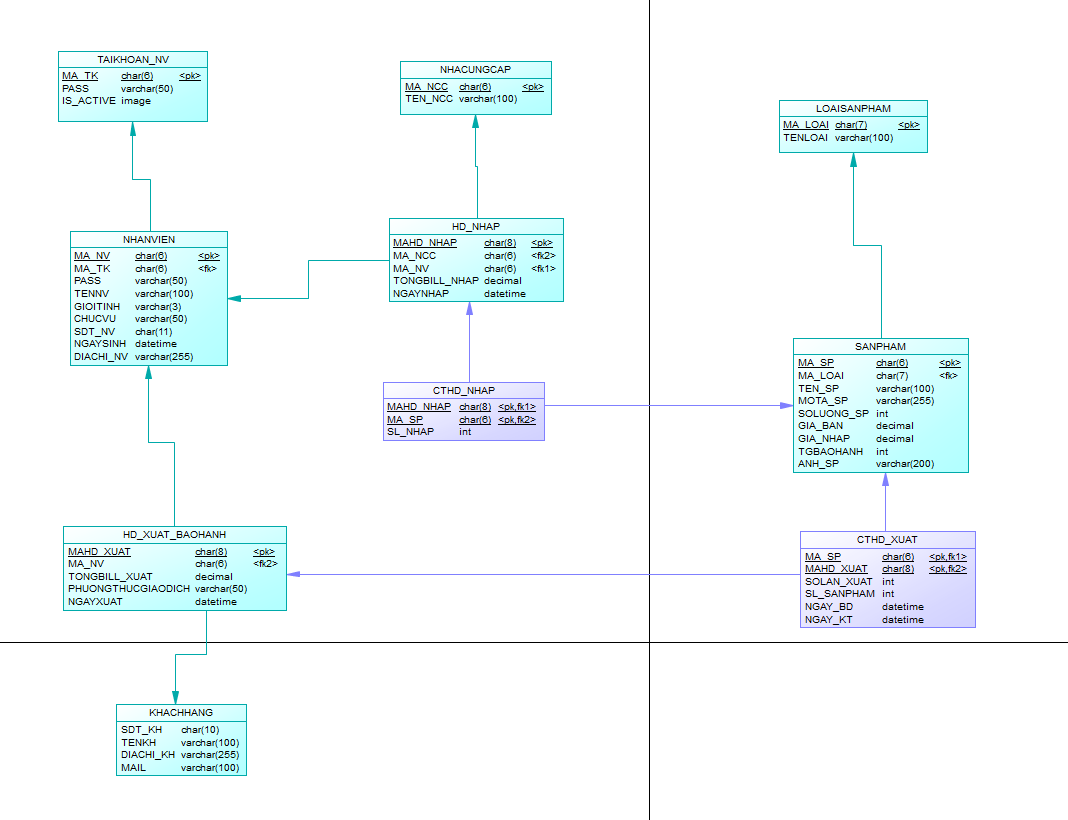 TAIKHOAN_NV
MA_TK char(6) <pk>
PASS varchar(50)
IS_ACTIVE image
NHACUNGCAP
MA_NCC char(6) <pk>
TEN_NCC varchar(100)
LOAISANPHAM
MA_LOAI char(7) <pk>
TENLOAI varchar(100)
NHANVIEN
MA_NV char(6) <pk>
MA_TK char(6) <fk>
PASS varchar(50)
TENNV varchar(100)
GIOITINH varchar(3)
CHUCVU varchar(50)
SDT_NV char(11)
NGAYSINH datetime
DIACHI_NV varchar(255)
HD_NHAP
MAHD_NHAP char(8) <pk>
MA_NCC char(6) <fk2>
MA_NV char(6) <fk1>
TONGBILL_NHAP decimal
NGAYNHAP datetime
CTHD_NHAP
MAHD_NHAP char(8) <pk,fk1>
MA_SP char(6) <pk,fk2>
SL_NHAP int
SANPHAM
MA_SP char(6) <pk>
MA_LOAI char(7) <fk>
TEN_SP varchar(100)
MOTA_SP varchar(255)
SOLUONG_SP int
GIA_BAN decimal
GIA_NHAP decimal
TGBAOHANH int
ANH_SP varchar(200)
HD_XUAT_BAOHANH
MAHD_XUAT char(8) <pk>
MA_NV char(6) <fk2>
TONGBILL_XUAT decimal
PHUONGTHUCGIAODICH varchar(50)
NGAYXUAT datetime
CTHD_XUAT
MA_SP char(6) <pk,fk1>
MAHD_XUAT char(8) <pk,fk2>
SOLAN_XUAT int
SL_SANPHAM int
NGAY_BD datetime
NGAY_KT datetime
KHACHHANG
SDT_KH char(10)
TENKH varchar(100)
DIACHI_KH varchar(255)
MAIL varchar(100)